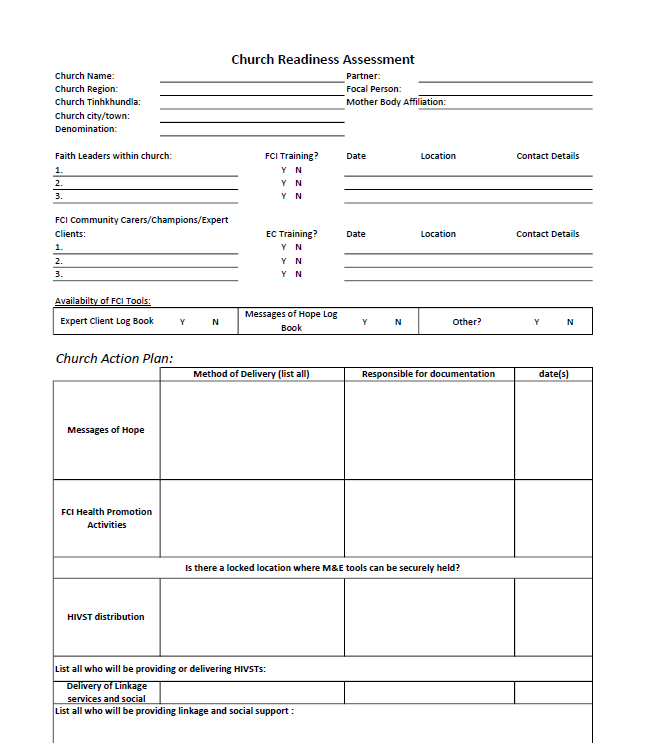 Church Readiness Assessment
Church Name: Partner:
Church Region: Focal Person:
Church Tinhkhundla: Mother Body Affiliation:
Church city/town:
Denomination:
Faith Leaders within church: FCI Training? Date Location Contact Details
1. Y N
2. Y N
3. Y N
FCI Community Carers/Champions/Expert
Clients: EC Training? Date Location Contact Details
1. Y N
2. Y N
3. Y N
Availabilty of FCI Tools:
Expert Client Log Book Y N Messages of Hope Log
Book Y N Other? Y N
Church Action Plan:
Method of Delivery (list all) Responsible for documentation date(s)
Messages of Hope
FCI Health Promotion
Activities
Is there a locked location where M&E tools can be securely held?
HIVST distribution
List all who will be providing or delivering HIVSTs:
Delivery of Linkage
services and social
List all who will be providing linkage and social support :